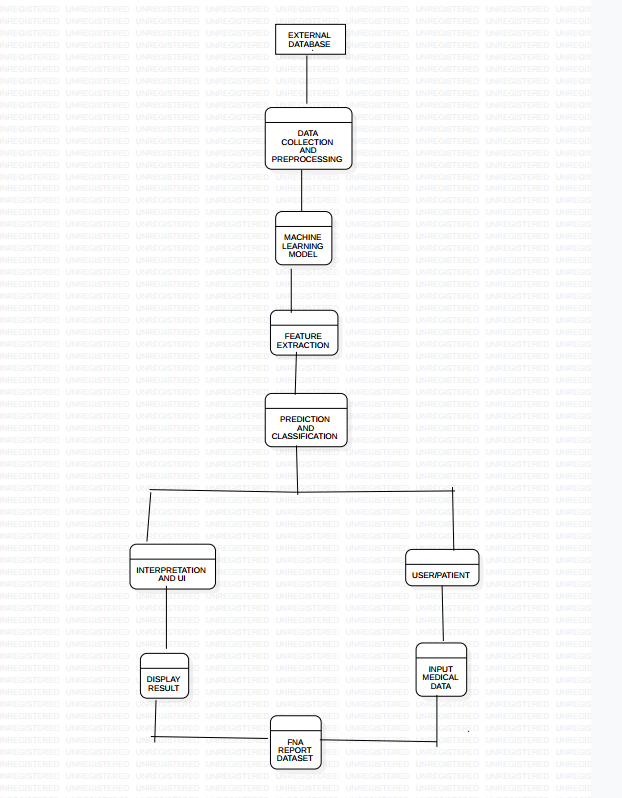 EXTERNAL
DATABASE
DATA
COLLECTION
AND
PREPROCESSING
MACHINE
LEARNING
MODEL
FEATURE
EXTRACTION
PREDICTION
AND
CLASSIFICATION
INTERPRETATION
AND UI
USER/PATIENT
DISPLAY
RESULT
INPUT
MEDICAL
DATA
FNA
REPORT
DATASET
UNREGISTERED